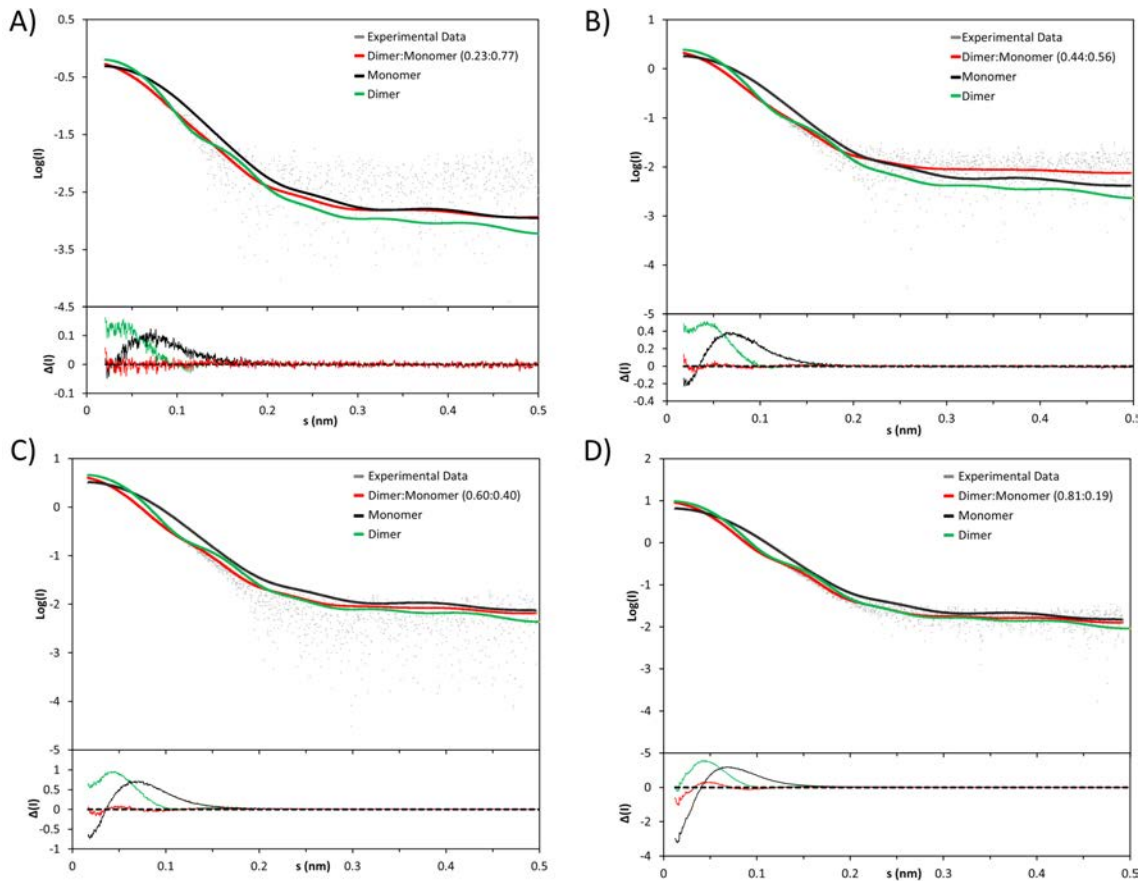 A)
0.5
-0.5
-1.5
-2.5
-3.5
-4.5
Log(I)
Experimental Data
Dimer:Monomer (0.23:0.77)
Monomer
Dimer
0.1
0
0.1
Δ(I)
0
0.1
0.2
0.3
0.4
0.5
s (nm)
B)
2
1
0
-1
-2
-3
-4
-5
Log(I)
Experimental Data
Dimer:Monomer (0.44:0.56)
Monomer
Dimer
0.4
0.2
0
-0.2
-0.4
Δ(I)
0
0.1
0.2
0.3
0.4
0.5
s (nm)
C)
1
0
-1
-2
-3
-4
-5
Log(I)
Experimental Data
Dimer:Monomer (0.60:0.40)
Monomer
Dimer
1
0.5
0
-0.5
-1
Δ(I)
0
0.1
0.2
0.3
0.4
0.5
s (nm)
D)
2
1
0
-1
-2
-3
-4
-5
Log(I)
Experimental Data
Dimer:Monomer (0.81:0.19)
Monomer
Dimer
2
0
-2
-4
Δ(I)
0
0.1
0.2
0.3
0.4
0.5
s (nm)